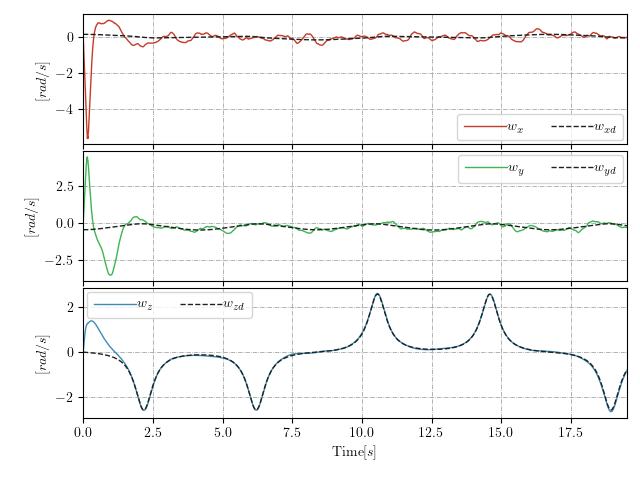 0
−2
−4
[rad/s]
w_x w_xd
2.5
0.0
−2.5
[rad/s]
w_y w_yd
2
0
−2
[rad/s]
w_z w_zd
0.0 2.5 5.0 7.5 10.0 12.5 15.0 17.5
Time[s]